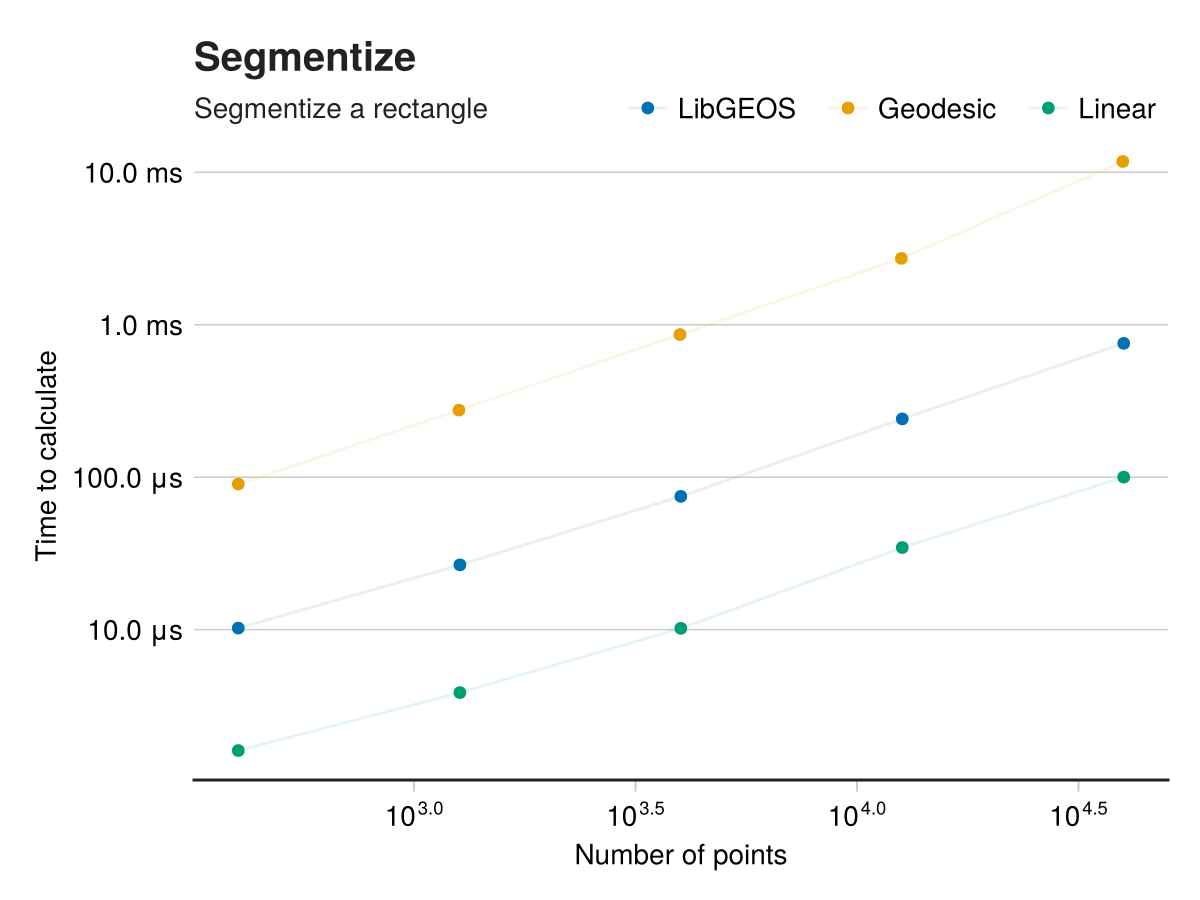 Segmentize
Segmentize a rectangle
LibGEOS
Geodesic
Linear
10.0 ms
1.0 ms
100.0 μs
10.0 μs
Time to calculate
10^3.0
10^3.5
10^4.0
10^4.5
Number of points